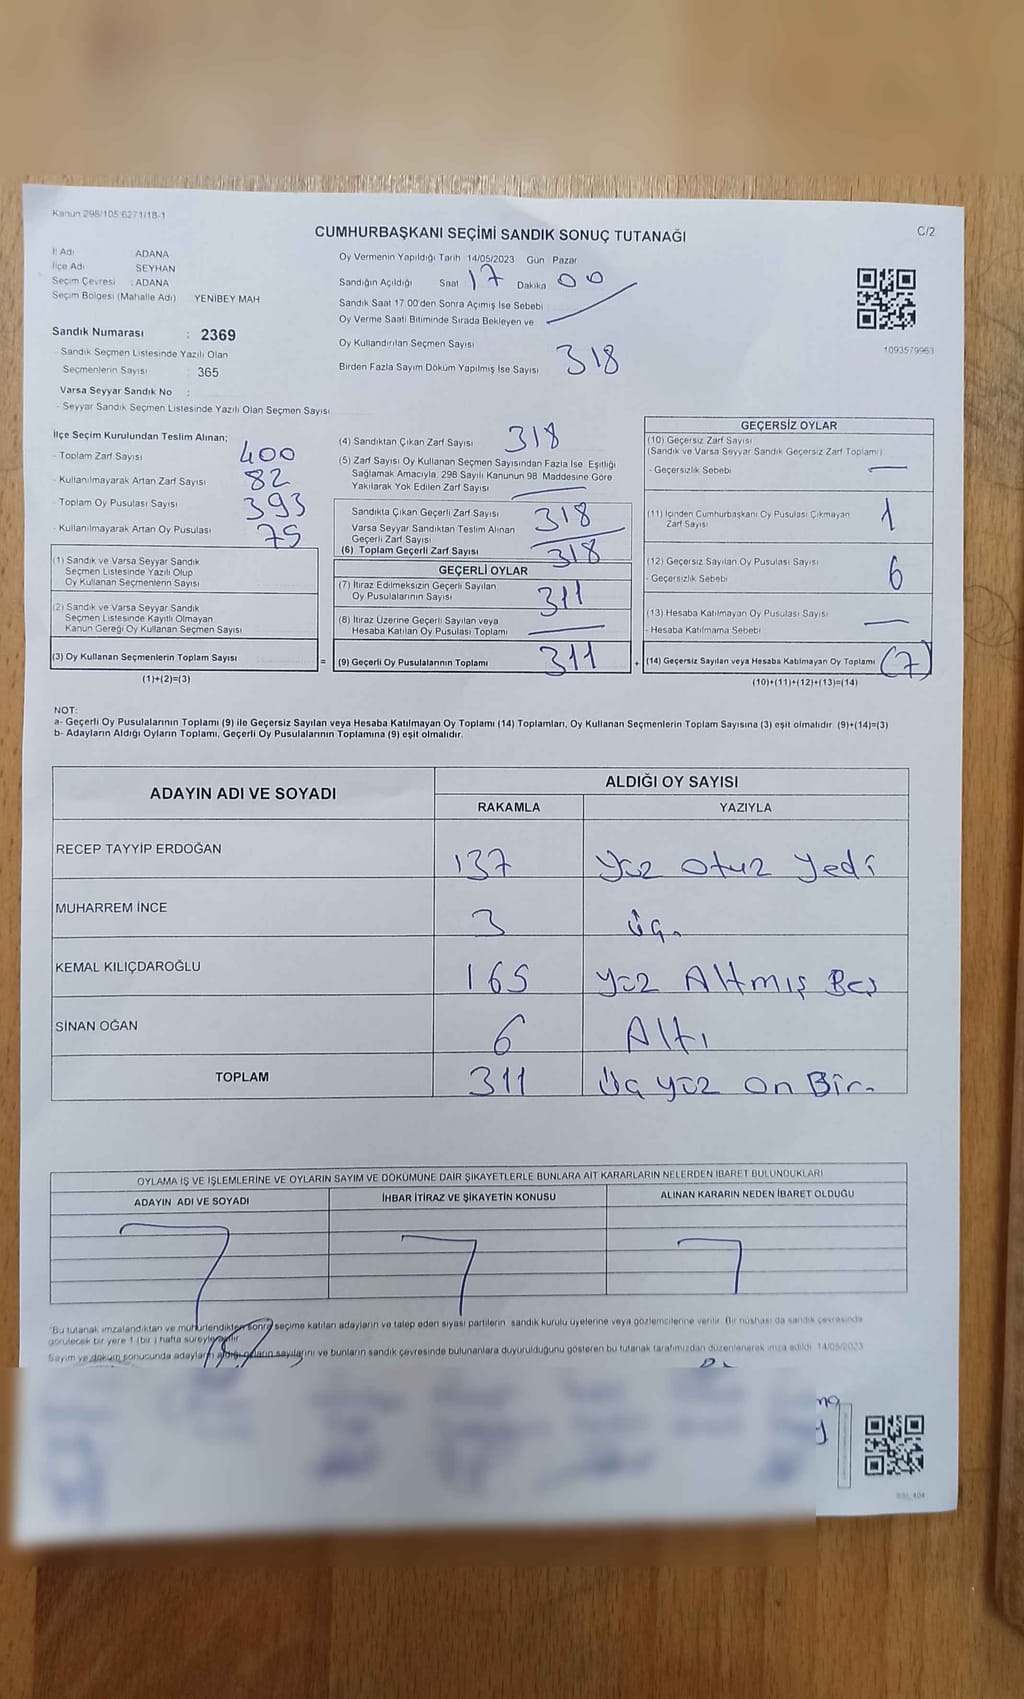 Kanun 298/105 6271/18-1
C/2
CUMHURBAŞKANI SEÇİMİ SANDIK SONUÇ TUTANAĞI
İl Adı : ADANA
İlçe Adı : SEYHAN
Seçim Çevresi : ADANA
Seçim Bölgesi (Mahalle Adı) YENİBEY MAH
Sandık Numarası : 2369
- Sandık Seçmen Listesinde Yazılı Olan
Seçmenlerin Sayısı : 365
Varsa Seyyar Sandık No :
- Seyyar Sandık Seçmen Listesinde Yazılı Olan Seçmen Sayısı
Oy Vermenin Yapıldığı Tarih 14/05/2023 Gün Pazar
Sandığın Açıldığı Saat 17 Dakika 00
Sandık Saat 17.00'den Sonra Açımış İse Sebebi
Oy Verme Saati Bitiminde Sırada Bekleyen ve
Oy Kullandırılan Seçmen Sayısı
Birden Fazla Sayım Döküm Yapılmış İse Sayısı 318
1093579963
İlçe Seçim Kurulundan Teslim Alınan;
- Toplam Zarf Sayısı 400
- Kullanılmayarak Artan Zarf Sayısı 82
- Toplam Oy Pusulası Sayısı 393
- Kullanılmayarak Artan Oy Pusulası 75
(1) Sandık ve Varsa Seyyar Sandık
Seçmen Listesinde Yazılı Olup
Oy Kullanan Seçmenlerin Sayısı
(2) Sandık ve Varsa Seyyar Sandık
Seçmen Listesinde Kayıtlı Olmayan
Kanun Gereği Oy Kullanan Seçmen Sayısı
(3) Oy Kullanan Seçmenlerin Toplam Sayısı =
(1)+(2)=(3)
(4) Sandıktan Çıkan Zarf Sayısı 318
(5) Zarf Sayısı Oy Kullanan Seçmen Sayısından Fazla İse Eşitliği
Sağlamak Amacıyla 298 Sayılı Kanunun 98. Maddesine Göre
Yakılarak Yok Edilen Zarf Sayısı
Sandıkta Çıkan Geçerli Zarf Sayısı 318
Varsa Seyyar Sandıktan Teslim Alınan
Geçerli Zarf Sayısı
(6) Toplam Geçerli Zarf Sayısı 318
GEÇERLİ OYLAR
(7) İtiraz Edilmeksizin Geçerli Sayılan
Oy Pusulalarının Sayısı 311
(8) İtiraz Üzerine Geçerli Sayılan veya
Hesaba Katılan Oy Pusulası Toplamı
(9) Geçerli Oy Pusulalarının Toplamı 311 +
GEÇERSİZ OYLAR
(10) Geçersiz Zarf Sayısı
(Sandık ve Varsa Seyyar Sandık Geçersiz Zarf Toplamı)
- Geçersizlik Sebebi
(11) İçinden Cumhurbaşkanı Oy Pusulası Çıkmayan
Zarf Sayısı 1
(12) Geçersiz Sayılan Oy Pusulası Sayısı
- Geçersizlik Sebebi 6
(13) Hesaba Katılmayan Oy Pusulası Sayısı
- Hesaba Katılmama Sebebi
(14) Geçersiz Sayılan veya Hesaba Katılmayan Oy Toplamı (7)
(10)+(11)+(12)+(13)=(14)
NOT:
a- Geçerli Oy Pusulalarının Toplamı (9) ile Geçersiz Sayılan veya Hesaba Katılmayan Oy Toplamı (14) Toplamları, Oy Kullanan Seçmenlerin Toplam Sayısına (3) eşit olmalıdır. (9)+(14)=(3)
b- Adayların Aldığı Oyların Toplamı, Geçerli Oy Pusulalarının Toplamına (9) eşit olmalıdır.
ADAYIN ADI VE SOYADI
ALDIĞI OY SAYISI
RAKAMLA YAZIYLA
RECEP TAYYİP ERDOĞAN 137 Yüz otuz Yedi
MUHARREM İNCE 3 üç.
KEMAL KILIÇDAROĞLU 165 yüz Altmış Beş
SİNAN OĞAN 6 Altı
TOPLAM 311 Üç yüz on Bir.
OYLAMA İŞ VE İŞLEMLERİNE VE OYLARIN SAYIM VE DÖKÜMÜNE DAİR ŞİKAYETLERLE BUNLARA AİT KARARLARIN NELERDEN İBARET BULUNDUKLARI
ADAYIN ADI VE SOYADI İHBAR İTİRAZ VE ŞİKAYETİN KONUSU ALINAN KARARIN NEDEN İBARET OLDUĞU
"Bu tutanak imzalandıktan ve mühürlendikten sonra seçime katılan adayların ve talep eden siyasi partilerin sandık kurulu üyelerine veya gözlemcilerine verilir. Bir nüshası da sandık çevresinde
görülecek bir yere 1 (bir ) hafta süreyle
Sayım ve döküm sonucunda adayların aldığı oyların sayılarını ve bunların sandık çevresinde bulunanlara duyurulduğunu gösteren bu tutanak tarafımızdan düzenlenerek imza edildi. 14/05/2023